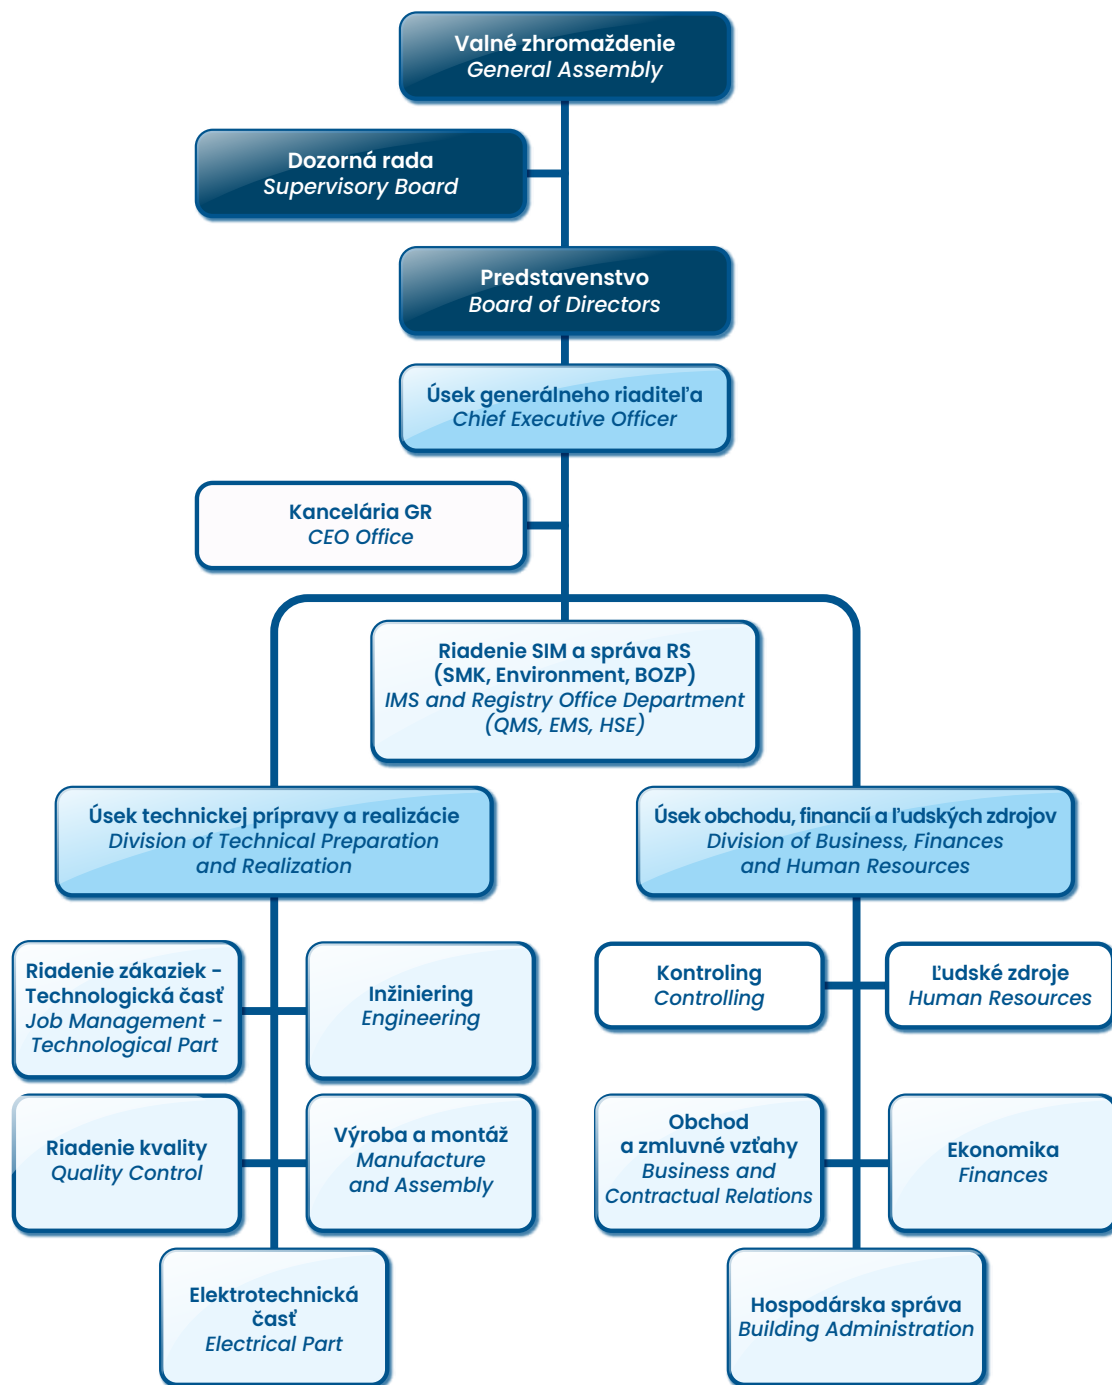 Valné zhromaždenie
General Assembly
Dozorná rada
Supervisory Board
Predstavenstvo
Board of Directors
Úsek generálneho riaditeľa
Chief Executive Officer
Kancelária GR
CEO Office
Riadenie SIM a správa RS
(SMK, Environment, BOZP)
IMS and Registry Office Department
(QMS, EMS, HSE)
Úsek technickej prípravy a realizácie
Division of Technical Preparation
and Realization
Úsek obchodu, financií a ľudských zdrojov
Division of Business, Finances
and Human Resources
Riadenie zákaziek -
Technologická časť
Job Management -
Technological Part
Inžiniering
Engineering
Kontroling
Controlling
Ľudské zdroje
Human Resources
Riadenie kvality
Quality Control
Výroba a montáž
Manufacture
and Assembly
Obchod
a zmluvné vzťahy
Business and
Contractual Relations
Ekonomika
Finances
Elektrotechnická
časť
Electrical Part
Hospodárska správa
Building Administration